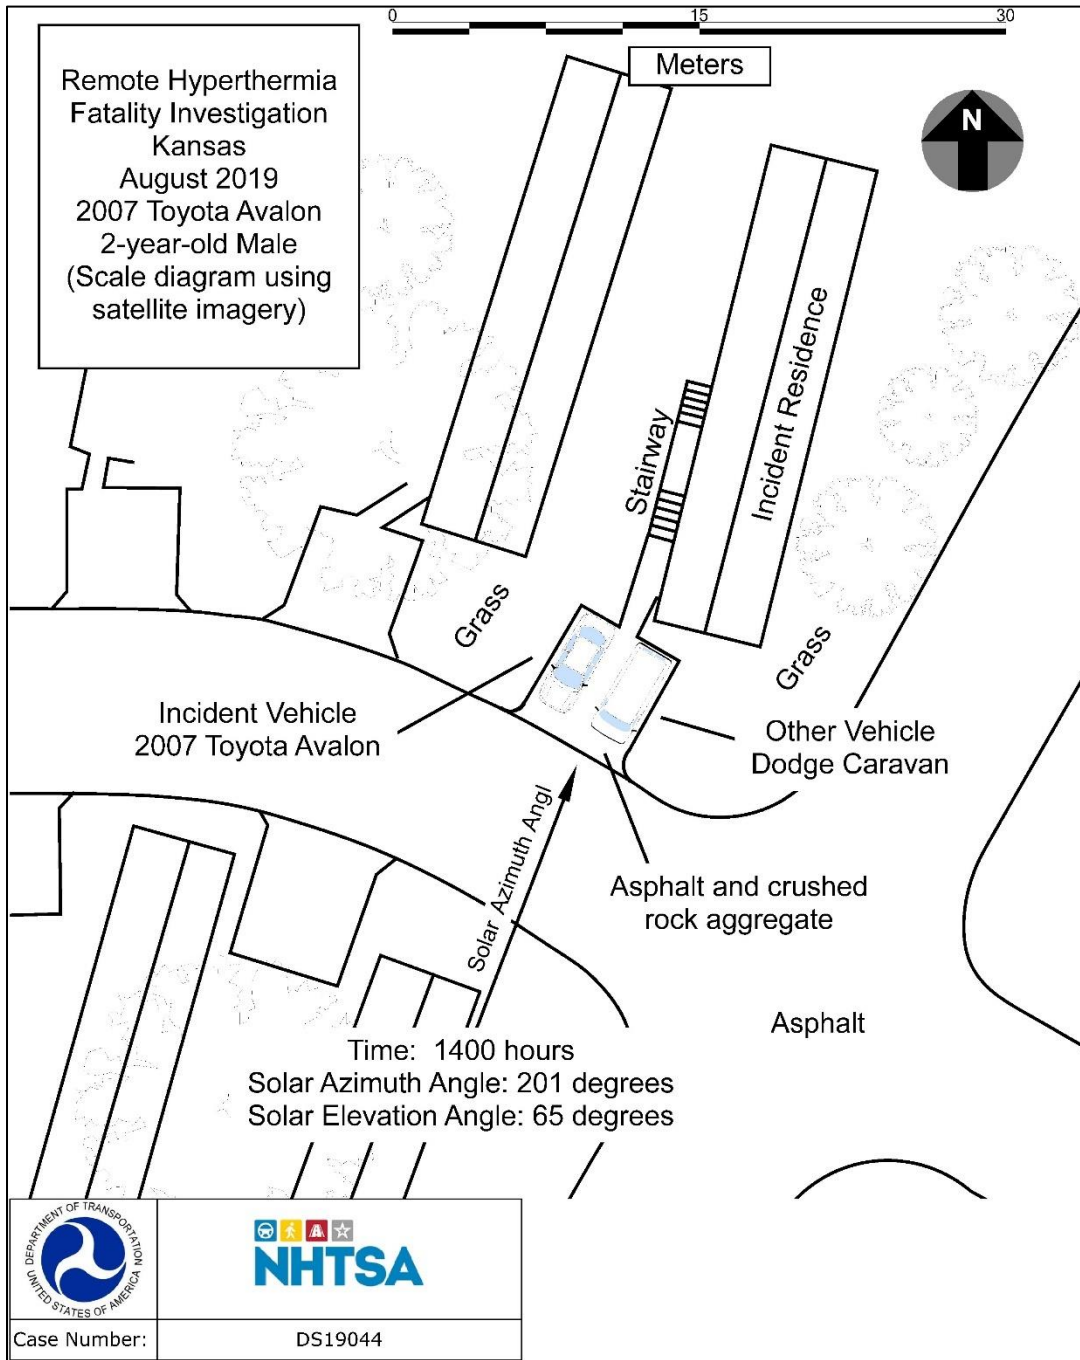 0 15 30
Meters
N
Remote Hyperthermia
Fatality Investigation
Kansas
August 2019
2007 Toyota Avalon
2-year-old Male
(Scale diagram using
satellite imagery)
Stairway
Incident Residence
Grass
Grass
Incident Vehicle
2007 Toyota Avalon
Other Vehicle
Dodge Caravan
Solar Azimuth Angl
Asphalt and crushed
rock aggregate
Asphalt
Time: 1400 hours
Solar Azimuth Angle: 201 degrees
Solar Elevation Angle: 65 degrees
DEPARTMENT OF TRANSPORTATION
UNITED STATES OF AMERICA
NHTSA
Case Number: DS19044